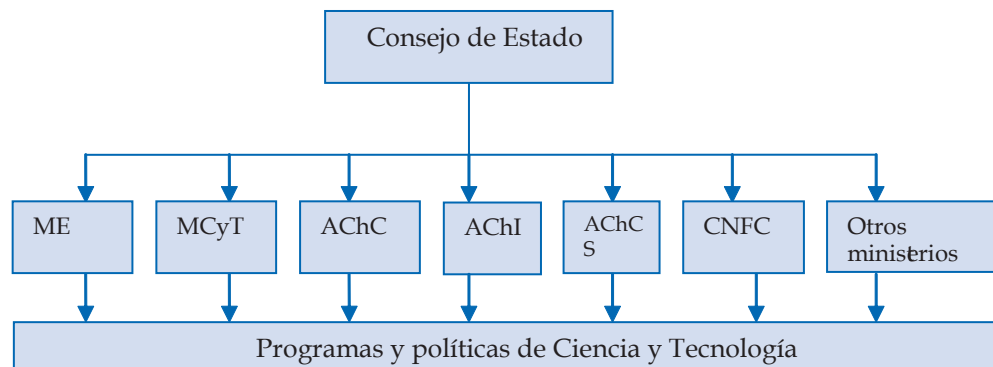 Consejo de Estado
ME
MCyT
AChC
AChI
AChC
S
CNFC
Otros
ministerios
Programas y políticas de Ciencia y Tecnología